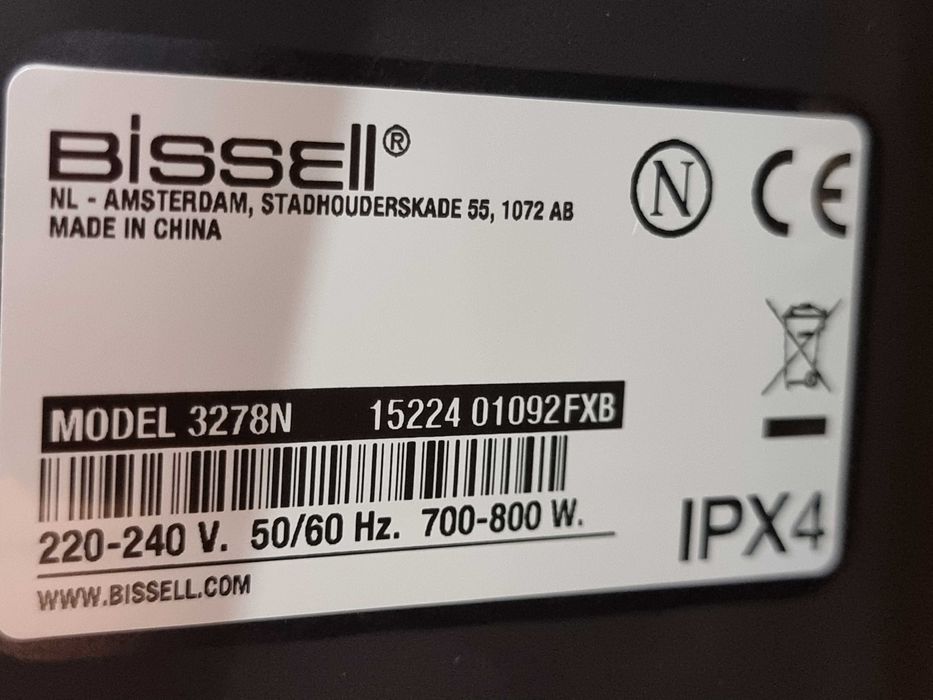 BISSELL®
NL - AMSTERDAM, STADHOUDERSKADE 55, 1072 AB
MADE IN CHINA
N
CE
MODEL 3278N 15224 01092FXB
220-240 V. 50/60 Hz. 700-800 W.
IPX4
WWW.BISSELL.COM